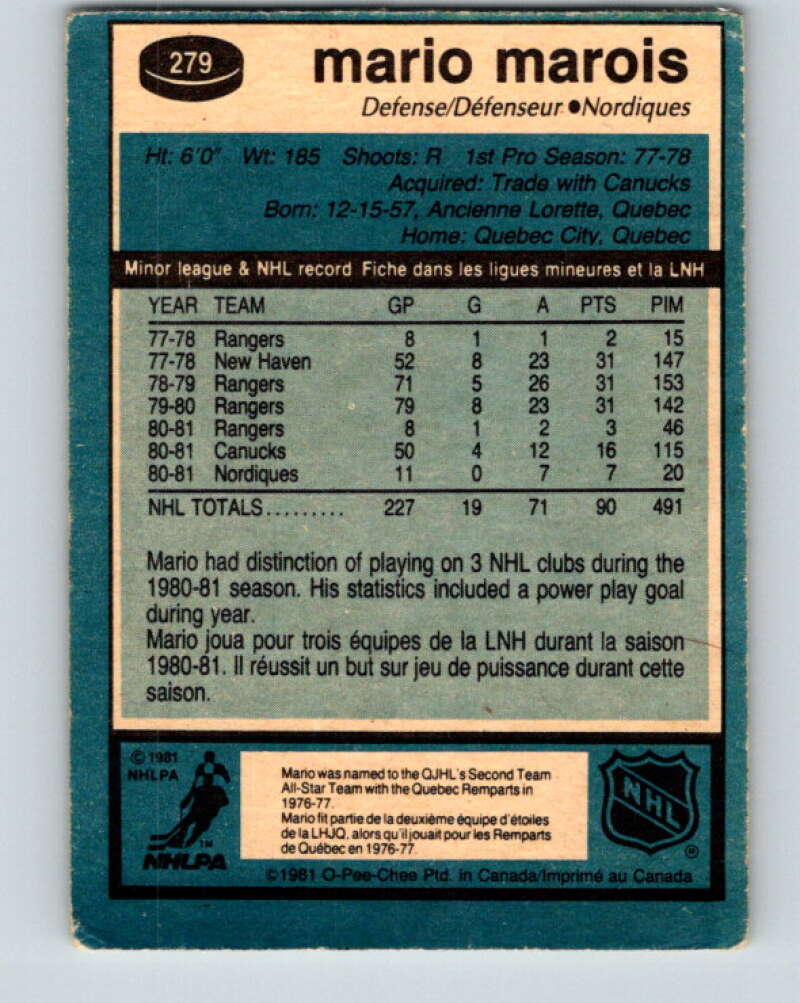 279
mario marois
Defense/Défenseur ●Nordiques
Ht: 6'0" Wt: 185 Shoots: R 1st Pro Season: 77-78
Acquired: Trade with Canucks
Born: 12-15-57, Ancienne Lorette, Quebec
Home: Quebec City, Quebec
Minor league & NHL record Fiche dans les ligues mineures et la LNH
YEAR TEAM GP G A PTS PIM
77-78 Rangers 8 1 1 2 15
77-78 New Haven 52 8 23 31 147
78-79 Rangers 71 5 26 31 153
79-80 Rangers 79 8 23 31 142
80-81 Rangers 8 1 2 3 46
80-81 Canucks 50 4 12 16 115
80-81 Nordiques 11 0 7 7 20
NHL TOTALS......... 227 19 71 90 491
Mario had distinction of playing on 3 NHL clubs during the
1980-81 season. His statistics included a power play goal
during year.
Mario joua pour trois équipes de la LNH durant la saison
1980-81. Il réussit un but sur jeu de puissance durant cette
saison.
© 1981
NHLPA
TM
NHLPA
Mario was named to the QJHL's Second Team
All-Star Team with the Quebec Remparts in
1976-77.
Mario fit partie de la deuxième équipe d'étoiles
de la LHJQ, alors qu'il jouait pour les Remparts
de Québec en 1976-77.
NHL
®
©1981 O-Pee-Chee Ptd. in Canada/Imprimé au Canada